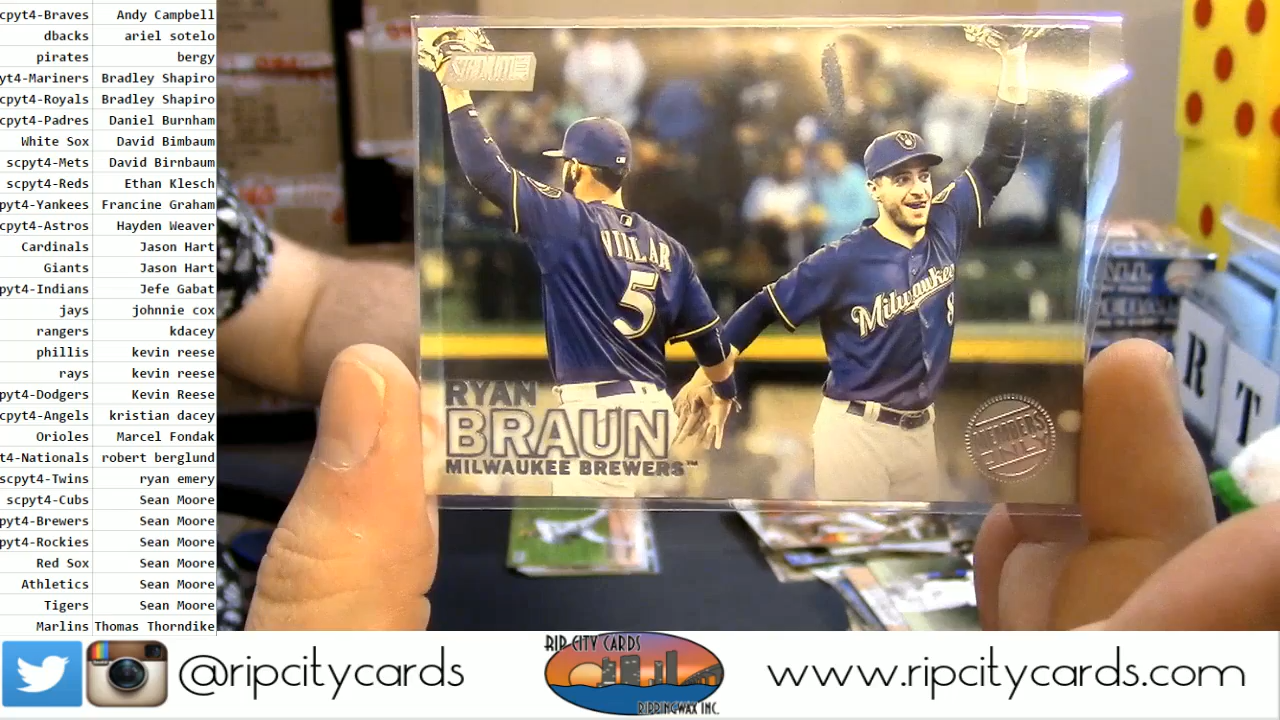 cpyt4-Braves Andy Campbell
dbacks ariel sotelo
pirates bergy
yt4-Mariners Bradley Shapiro
cpyt4-Royals Bradley Shapiro
cpyt4-Padres Daniel Burnham
White Sox David Bimbaum
scpyt4-Mets David Birnbaum
scpyt4-Reds Ethan Klesch
pyt4-Yankees Francine Graham
cpyt4-Astros Hayden Weaver
Cardinals Jason Hart
Giants Jason Hart
pyt4-Indians Jefe Gabat
jays johnnie cox
rangers kdacey
phillis kevin reese
rays kevin reese
pyt4-Dodgers Kevin Reese
cpyt4-Angels kristian dacey
Orioles Marcel Fondak
t4-Nationals robert berglund
scpyt4-Twins ryan emery
scpyt4-Cubs Sean Moore
pyt4-Brewers Sean Moore
pyt4-Rockies Sean Moore
Red Sox Sean Moore
Athletics Sean Moore
Tigers Sean Moore
Marlins Thomas Thorndike
STADIUM
VILLAR
5
Milwaukee
8
RYAN
BRAUN
MILWAUKEE BREWERS™
MEMBERS
ONLY
R T
@ripcitycards
RIP CITY CARDS
RIPPINGWAX INC.
www.ripcitycards.com